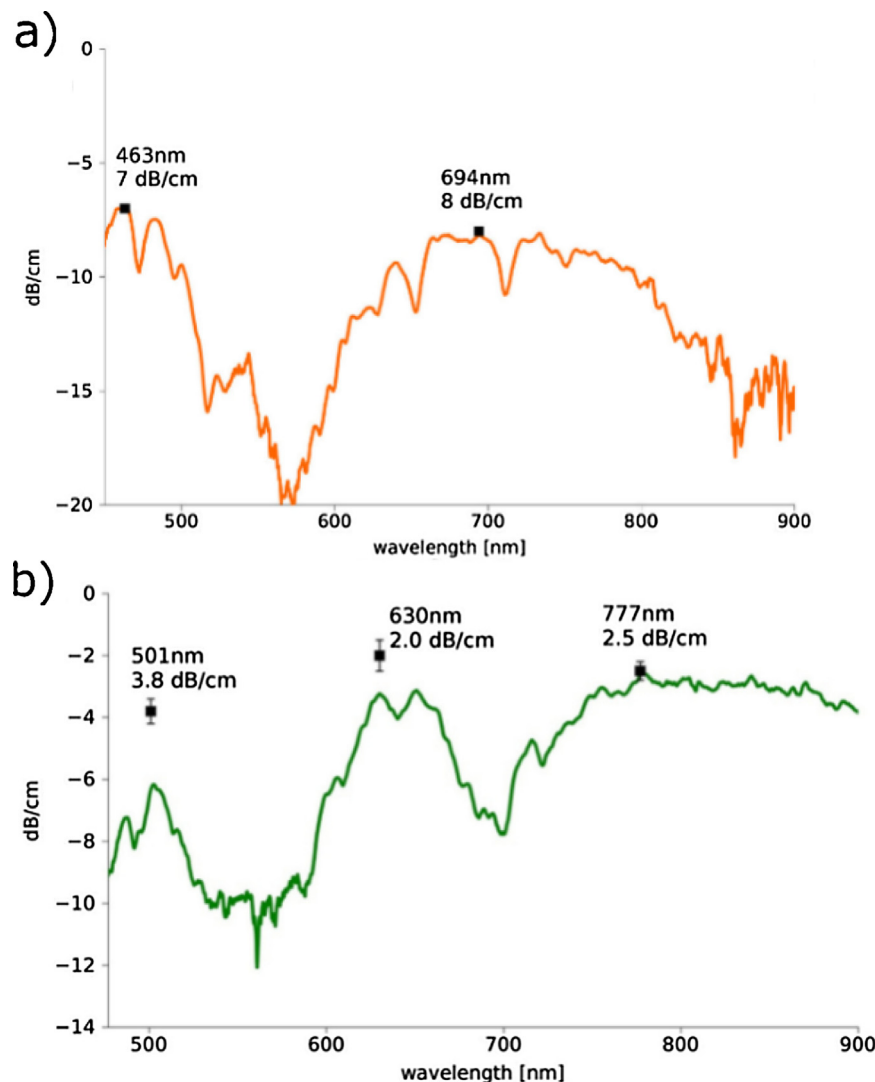 a)
0
463nm
7 dB/cm
694nm
8 dB/cm
−5
−10
−15
−20
dB/cm
500
600
700
800
900
wavelength [nm]
b)
0
501nm
3.8 dB/cm
630nm
2.0 dB/cm
777nm
2.5 dB/cm
−2
−4
−6
−8
−10
−12
−14
dB/cm
500
600
700
800
900
wavelength [nm]